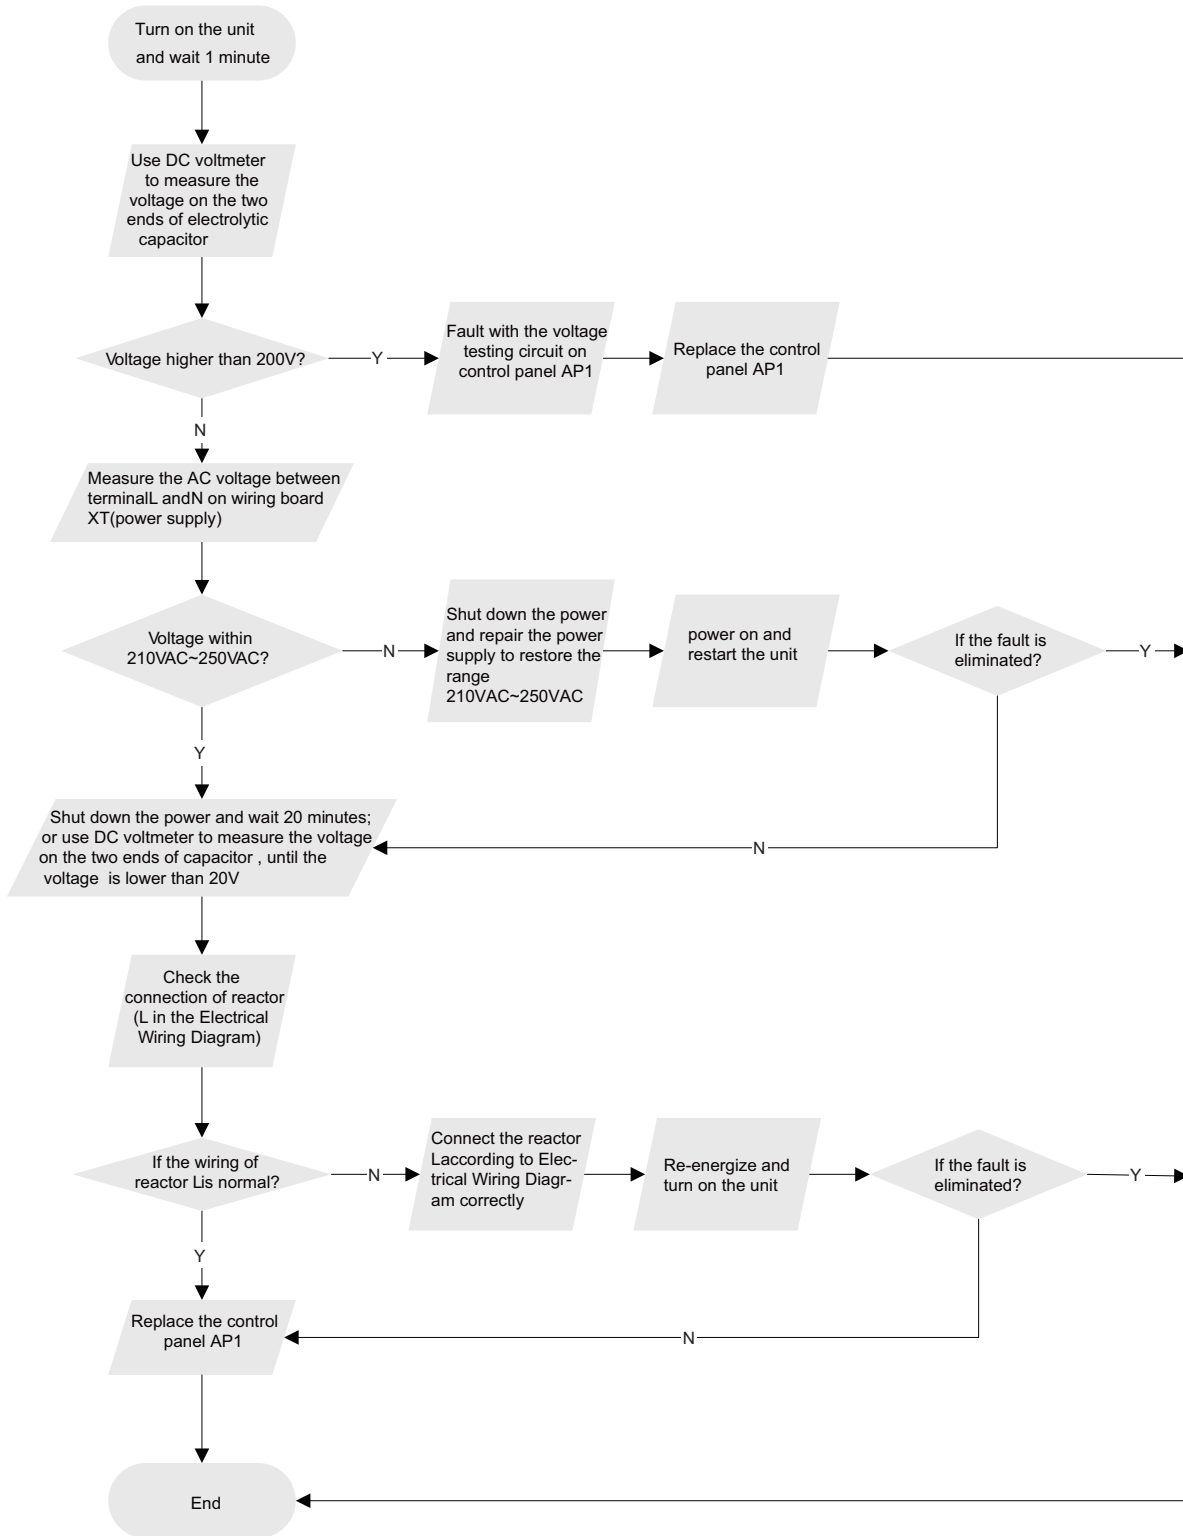 Turn on the unit
and wait 1 minute
Use DC voltmeter
to measure the
voltage on the two
ends of electrolytic
capacitor
Voltage higher than 200V?
Y
Fault with the voltage
testing circuit on
control panel AP1
Replace the control
panel AP1
N
Measure the AC voltage between
terminalL andN on wiring board
XT(power supply)
Voltage within
210VAC~250VAC?
N
Shut down the power
and repair the power
supply to restore the
range
210VAC~250VAC
power on and
restart the unit
If the fault is
eliminated?
Y
Y
N
Shut down the power and wait 20 minutes;
or use DC voltmeter to measure the voltage
on the two ends of capacitor , until the
voltage  is lower than 20V
Check the
connection of reactor
(L in the Electrical
Wiring Diagram)
If the wiring of
reactor Lis normal?
N
Connect the reactor
Laccording to Elec-
trical Wiring Diagr-
am correctly
Re-energize and
turn on the unit
If the fault is
eliminated?
Y
Y
N
Replace the control
panel AP1
End